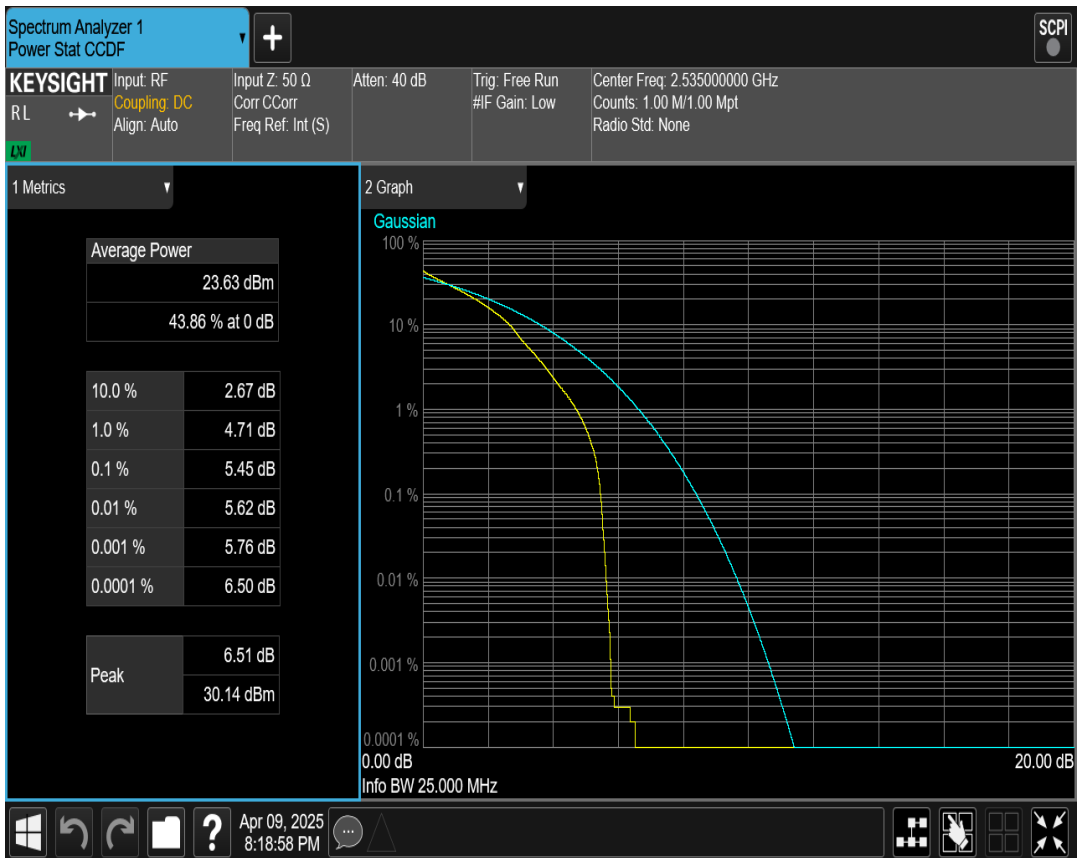 Spectrum Analyzer 1
Power Stat CCDF
SCPI
KEYSIGHT
RL
LXI
Input: RF
Coupling: DC
Align: Auto
Input Z: 50 Ω
Corr CCorr
Freq Ref: Int (S)
Atten: 40 dB
Trig: Free Run
#IF Gain: Low
Center Freq: 2.535000000 GHz
Counts: 1.00 M/1.00 Mpt
Radio Std: None
1 Metrics
Average Power
23.63 dBm
43.86 % at 0 dB
10.0 % 2.67 dB
1.0 % 4.71 dB
0.1 % 5.45 dB
0.01 % 5.62 dB
0.001 % 5.76 dB
0.0001 % 6.50 dB
Peak
6.51 dB
30.14 dBm
2 Graph
Gaussian
100 %
10 %
1 %
0.1 %
0.01 %
0.001 %
0.0001 %
0.00 dB 20.00 dB
Info BW 25.000 MHz
?
Apr 09, 2025
8:18:58 PM